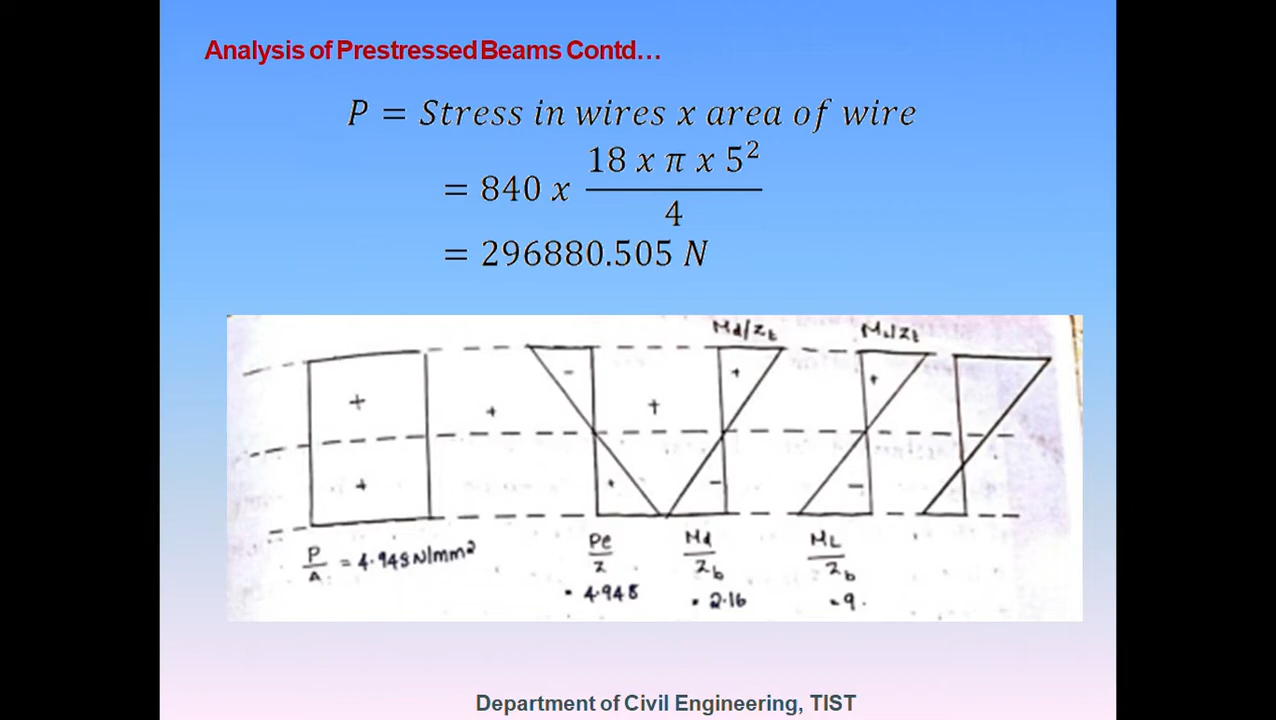 Analysis of Prestressed Beams Contd…
P = Stress in wires x area of wire
= 840 x 18 x π x 5² / 4
= 296880.505 N
Md/Zt ML/Zt
+ + − + + + −
+ + − −
P/A = 4.948 N/mm² Pe/Z Md/Zb ML/Zb
= 4.948 = 2.16 = 9.
Department of Civil Engineering, TIST